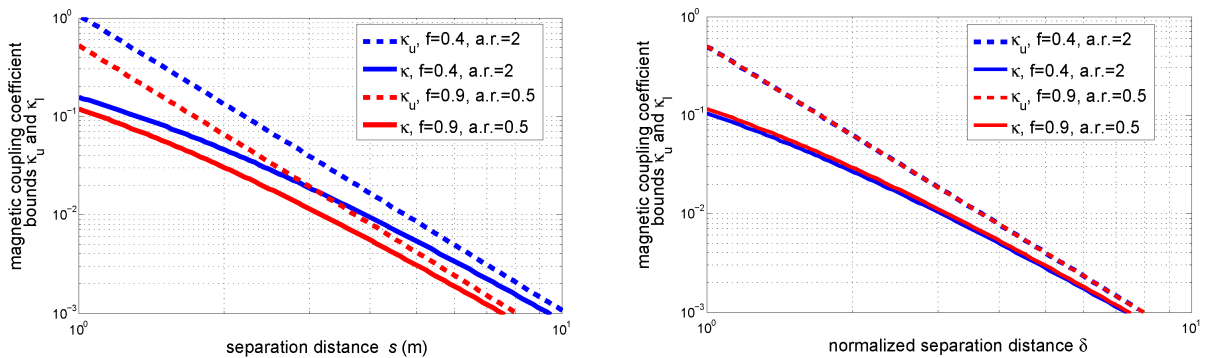 magnetic coupling coefficient
bounds κu and κl
10^0
10^-1
10^-2
10^-3
10^0
10^1
separation distance s (m)
κu, f=0.4, a.r.=2
κ, f=0.4, a.r.=2
κu, f=0.9, a.r.=0.5
κ, f=0.9, a.r.=0.5
magnetic coupling coefficient
bounds κu and κl
10^0
10^-1
10^-2
10^-3
10^0
10^1
normalized separation distance δ
κu, f=0.4, a.r.=2
κ, f=0.4, a.r.=2
κu, f=0.9, a.r.=0.5
κ, f=0.9, a.r.=0.5